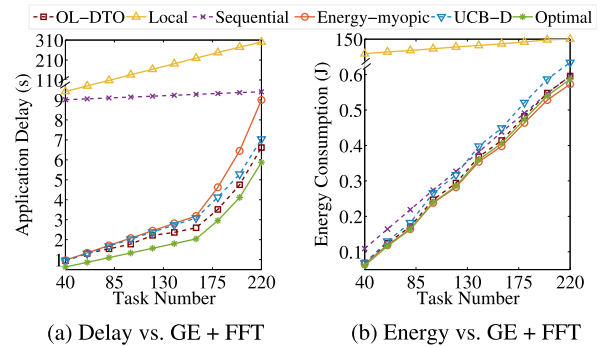 OL-DTO Local Sequential Energy-myopic UCB-D Optimal
310
210
110
9
8
7
6
5
4
3
2
1
40 85 130 175 220
Application Delay (s)
Task Number
(a) Delay vs. GE + FFT
150
0.6
0.5
0.4
0.3
0.2
0.1
40 85 130 175 220
Energy Consumption (J)
Task Number
(b) Energy vs. GE + FFT